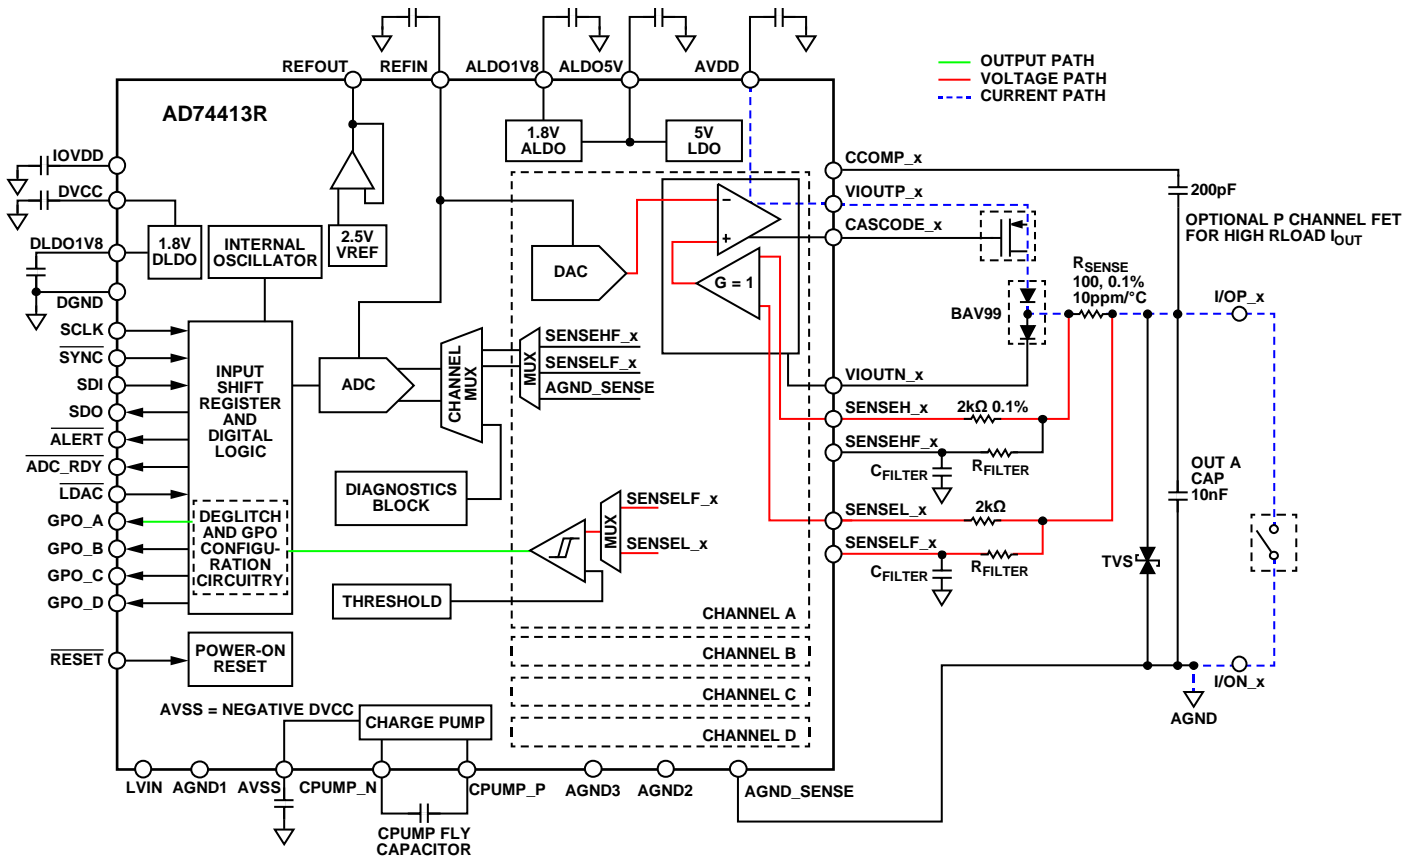 REFOUT
REFIN
ALDO1V8
ALDO5V
AVDD
OUTPUT PATH
VOLTAGE PATH
CURRENT PATH
AD74413R
1.8V
ALDO
5V
LDO
IOVDD
DVCC
DLDO1V8
DGND
SCLK
SYNC
SDI
SDO
ALERT
ADC_RDY
LDAC
GPO_A
GPO_B
GPO_C
GPO_D
RESET
1.8V
DLDO
INTERNAL
OSCILLATOR
2.5V
VREF
INPUT
SHIFT
REGISTER
AND
DIGITAL
LOGIC
DEGLITCH
AND GPO
CONFIGU-
RATION
CIRCUITRY
POWER-ON
RESET
ADC
CHANNEL
MUX
MUX
SENSEHF_x
SENSELF_x
AGND_SENSE
DAC
−
+
G = 1
DIAGNOSTICS
BLOCK
THRESHOLD
MUX
SENSELF_x
SENSEL_x
CHANNEL A
CHANNEL B
CHANNEL C
CHANNEL D
CCOMP_x
VIOUTP_x
CASCODE_x
VIOUTN_x
SENSEH_x
SENSEHF_x
SENSEL_x
SENSELF_x
200pF
OPTIONAL P CHANNEL FET
FOR HIGH RLOAD IOUT
RSENSE
100, 0.1%
10ppm/°C
BAV99
I/OP_x
2kΩ 0.1%
CFILTER
RFILTER
2kΩ
CFILTER
RFILTER
OUT A
CAP
10nF
TVS
I/ON_x
AGND
AVSS = NEGATIVE DVCC
CHARGE PUMP
LVIN
AGND1
AVSS
CPUMP_N
CPUMP_P
AGND3
AGND2
AGND_SENSE
CPUMP FLY
CAPACITOR